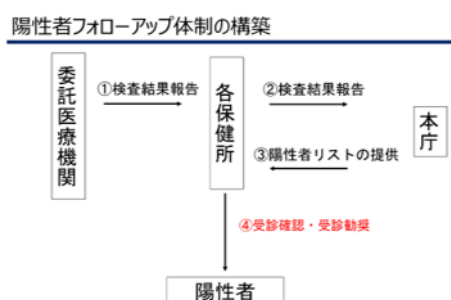 陽性者フォローアップ体制の構築
委託医療機関
①検査結果報告
各保健所
②検査結果報告
本庁
③陽性者リストの提供
④受診確認・受診勧奨
陽性者